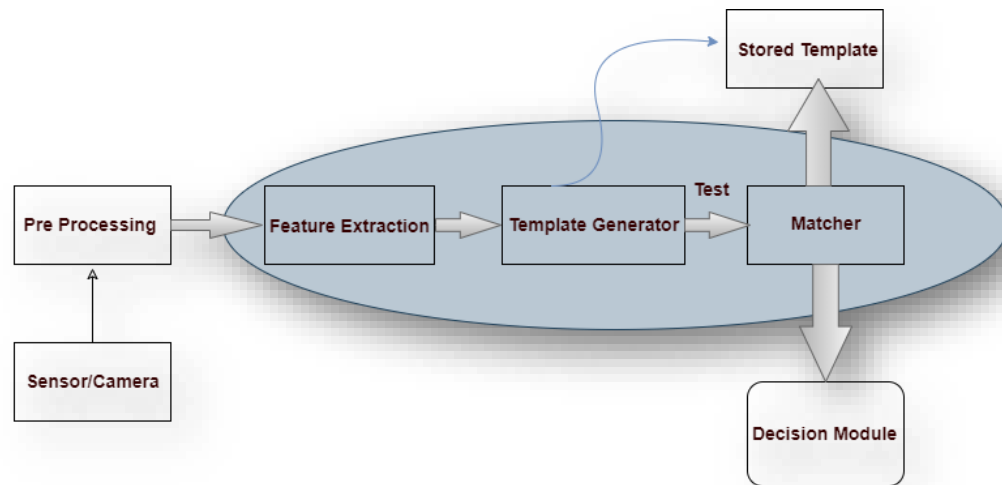 Stored Template
Test
Pre Processing
Feature Extraction
Template Generator
Matcher
Sensor/Camera
Decision Module